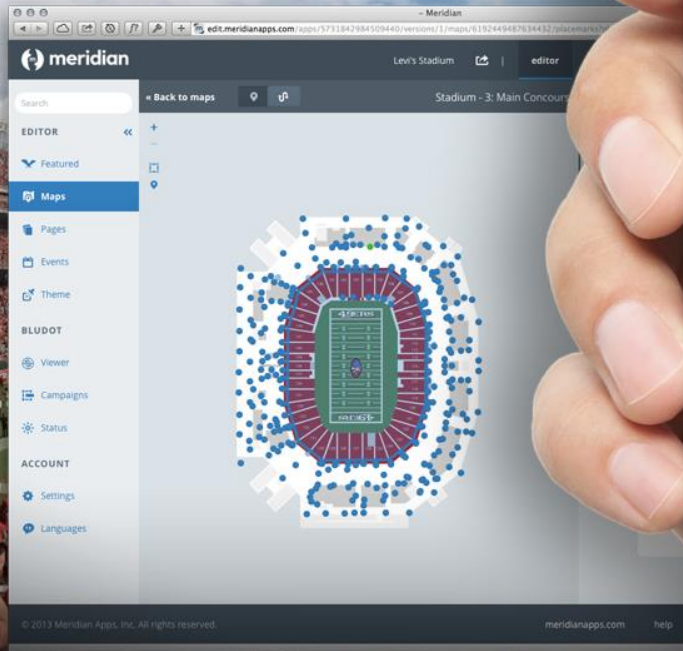 – Meridian
edit.meridianapps.com/apps/5731842984509440/versions/1/maps/6192449487634432/placemarks
meridian
Levi's Stadium
|
editor
Search
« Back to maps
Stadium - 3: Main Concours
EDITOR
«
Featured
Maps
Pages
Events
Theme
BLUDOT
Viewer
Campaigns
Status
ACCOUNT
Settings
Languages
49ERS
49ERS
© 2013 Meridian Apps, Inc. All rights reserved.
meridianapps.com
help